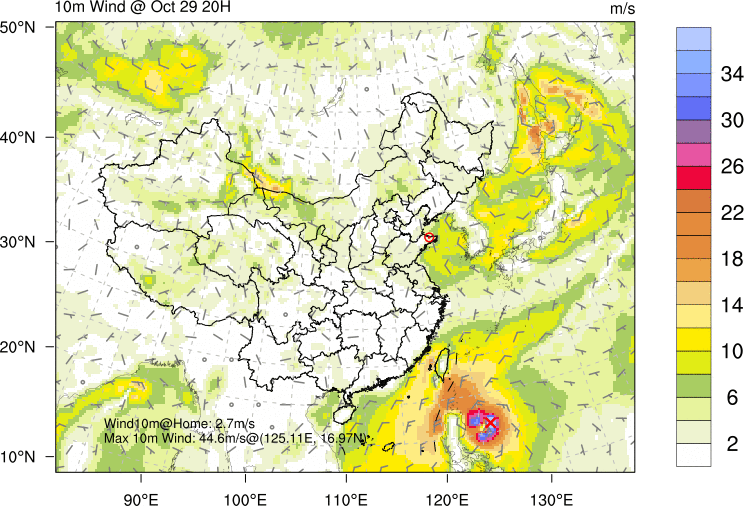 10m Wind @ Oct 29 20H
m/s
50°N
40°N
30°N
20°N
10°N
90°E
100°E
110°E
120°E
130°E
Wind10m@Home: 2.7m/s
Max 10m Wind: 44.6m/s@(125.11E, 16.97N)
34
30
26
22
18
14
10
6
2